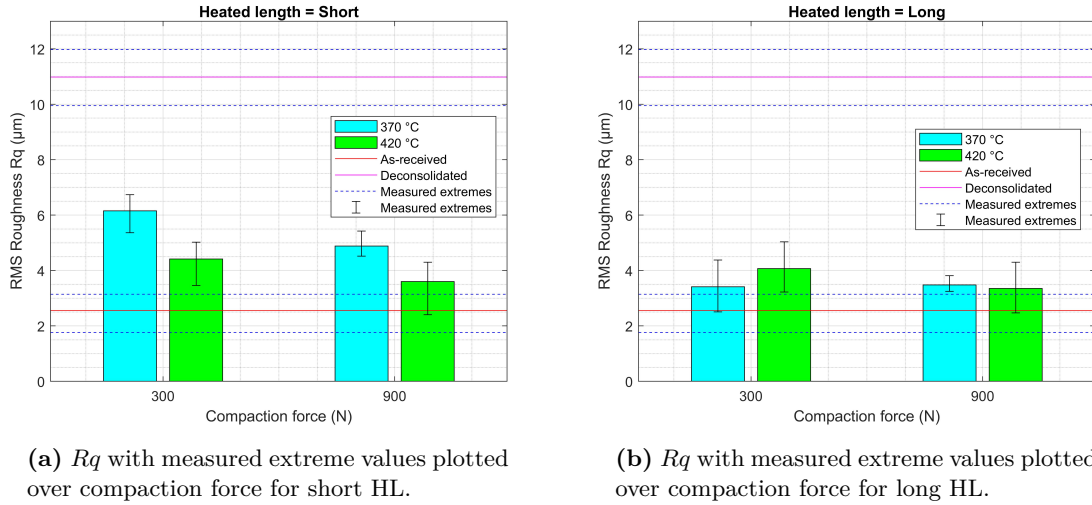 Heated length = Short
12
10
8
6
4
2
0
RMS Roughness Rq (μm)
370 °C
420 °C
As-received
Deconsolidated
Measured extremes
Measured extremes
300
900
Compaction force (N)
(a) Rq with measured extreme values plotted
over compaction force for short HL.
Heated length = Long
12
10
8
6
4
2
0
RMS Roughness Rq (μm)
370 °C
420 °C
As-received
Deconsolidated
Measured extremes
Measured extremes
300
900
Compaction force (N)
(b) Rq with measured extreme values plotted
over compaction force for long HL.